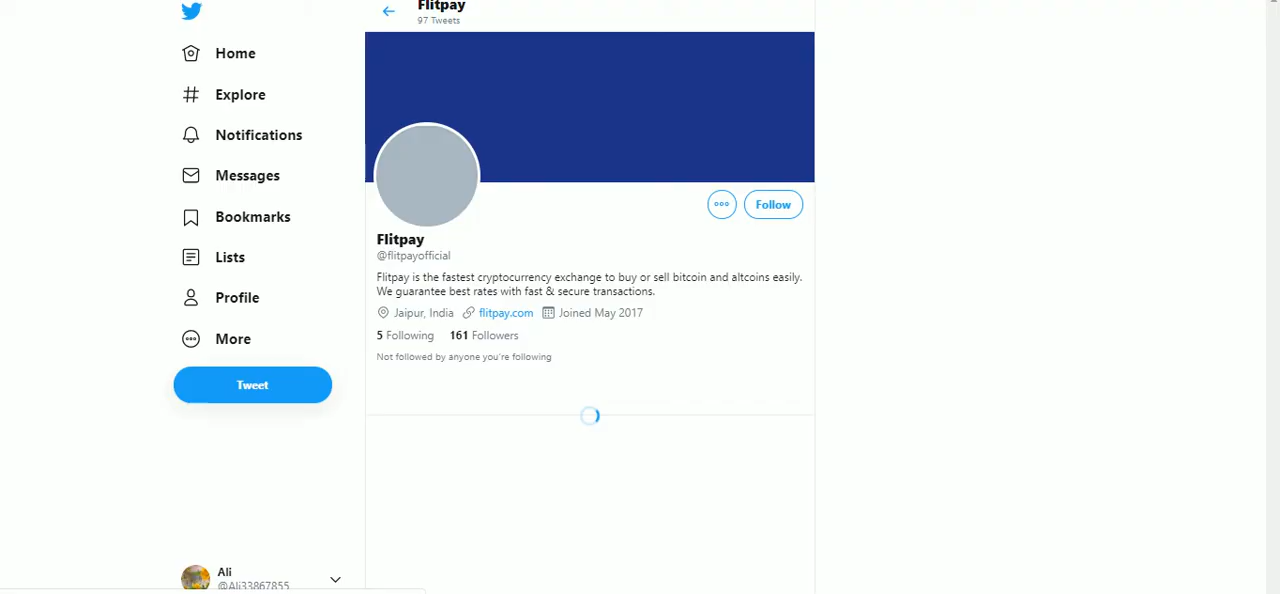 Flitpay
97 Tweets
Home
Explore
Notifications
Messages
Bookmarks
Lists
Profile
More
Tweet
Follow
Flitpay
@flitpayofficial
Flitpay is the fastest cryptocurrency exchange to buy or sell bitcoin and altcoins easily.
We guarantee best rates with fast & secure transactions.
Jaipur, India flitpay.com Joined May 2017
5 Following 161 Followers
Not followed by anyone you're following
Ali
@Ali33867855